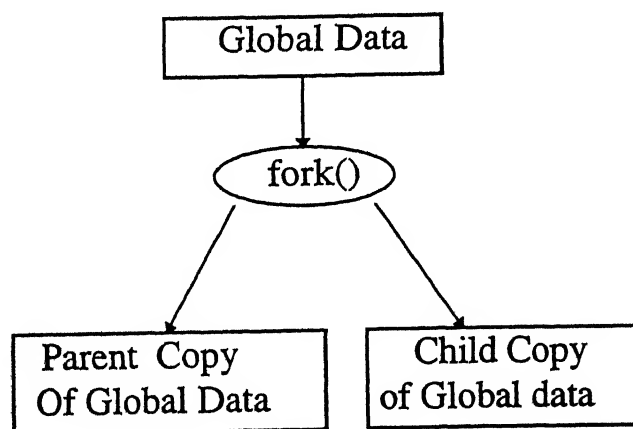 Global Data
fork()
Parent Copy
Of Global Data
Child Copy
of Global data